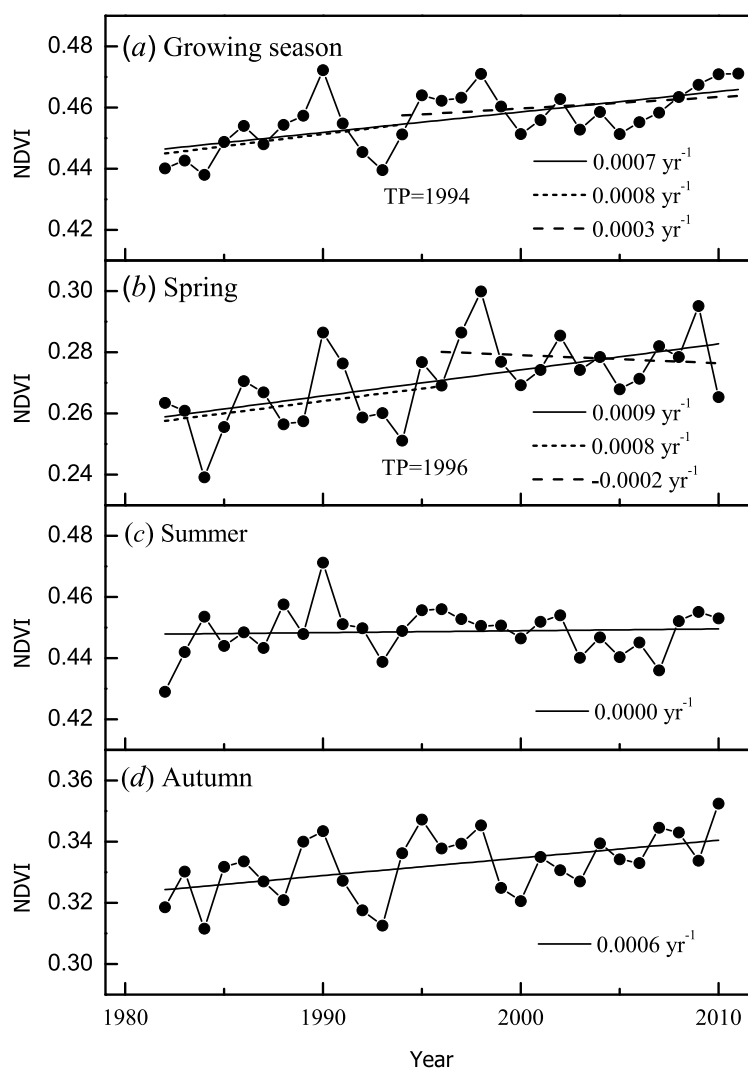 (a) Growing season
0.48
0.46
0.44
0.42
NDVI
TP=1994
0.0007 yr-1
0.0008 yr-1
0.0003 yr-1
(b) Spring
0.30
0.28
0.26
0.24
NDVI
TP=1996
0.0009 yr-1
0.0008 yr-1
-0.0002 yr-1
(c) Summer
0.48
0.46
0.44
0.42
NDVI
0.0000 yr-1
(d) Autumn
0.36
0.34
0.32
0.30
NDVI
0.0006 yr-1
1980 1990 2000 2010
Year